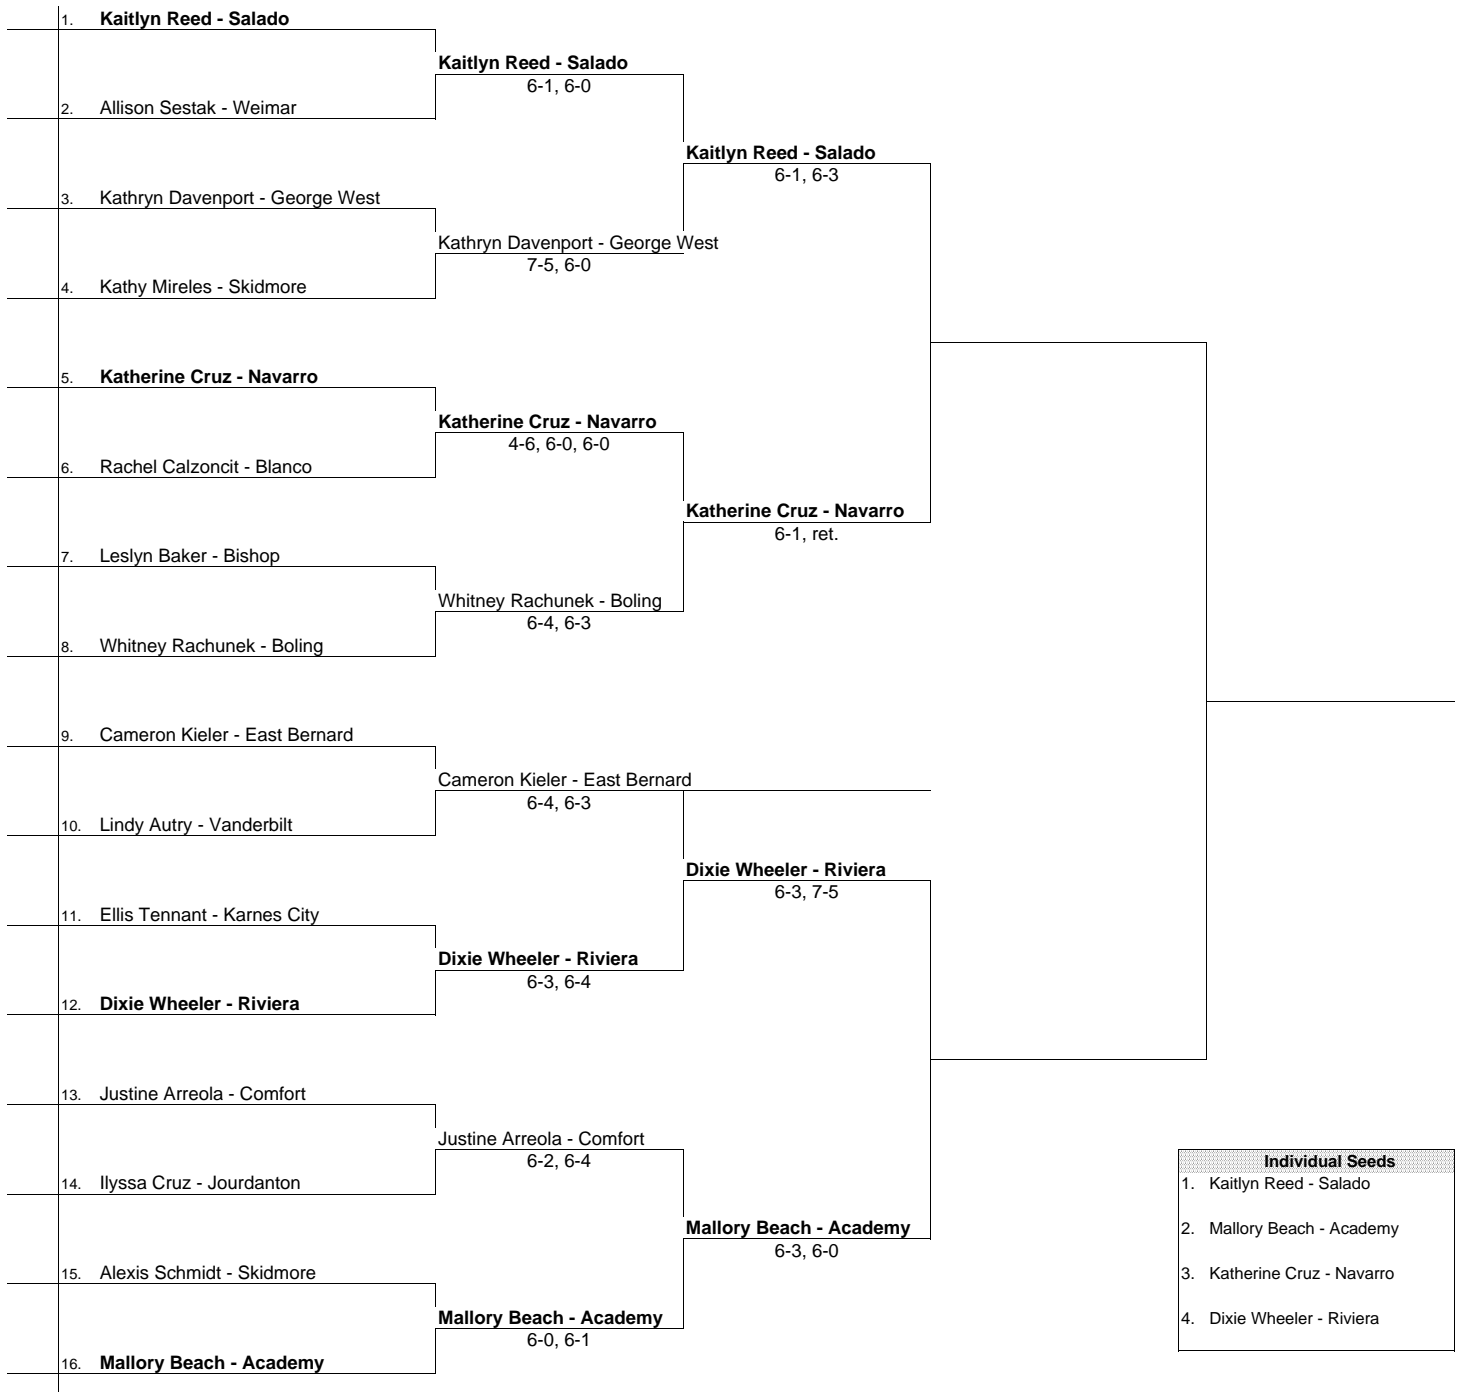 1. Kaitlyn Reed - Salado
Kaitlyn Reed - Salado
6-1, 6-0
2. Allison Sestak - Weimar
Kaitlyn Reed - Salado
6-1, 6-3
3. Kathryn Davenport - George West
Kathryn Davenport - George West
7-5, 6-0
4. Kathy Mireles - Skidmore
5. Katherine Cruz - Navarro
Katherine Cruz - Navarro
4-6, 6-0, 6-0
6. Rachel Calzoncit - Blanco
Katherine Cruz - Navarro
6-1, ret.
7. Leslyn Baker - Bishop
Whitney Rachunek - Boling
6-4, 6-3
8. Whitney Rachunek - Boling
9. Cameron Kieler - East Bernard
Cameron Kieler - East Bernard
6-4, 6-3
10. Lindy Autry - Vanderbilt
Dixie Wheeler - Riviera
6-3, 7-5
11. Ellis Tennant - Karnes City
Dixie Wheeler - Riviera
6-3, 6-4
12. Dixie Wheeler - Riviera
13. Justine Arreola - Comfort
Justine Arreola - Comfort
6-2, 6-4
14. Ilyssa Cruz - Jourdanton
Mallory Beach - Academy
6-3, 6-0
15. Alexis Schmidt - Skidmore
Mallory Beach - Academy
6-0, 6-1
16. Mallory Beach - Academy
Individual Seeds
1. Kaitlyn Reed - Salado
2. Mallory Beach - Academy
3. Katherine Cruz - Navarro
4. Dixie Wheeler - Riviera